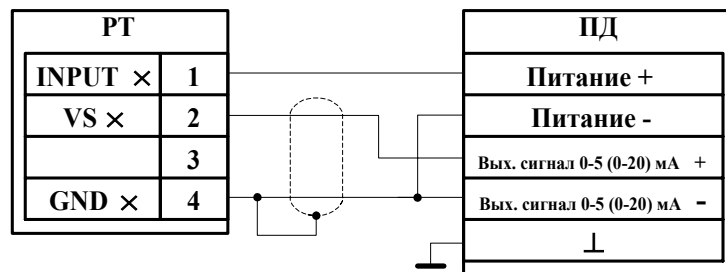 РТ
INPUT × 1
VS × 2
3
GND × 4
ПД
Питание +
Питание -
Вых. сигнал 0-5 (0-20) мА +
Вых. сигнал 0-5 (0-20) мА -
⊥